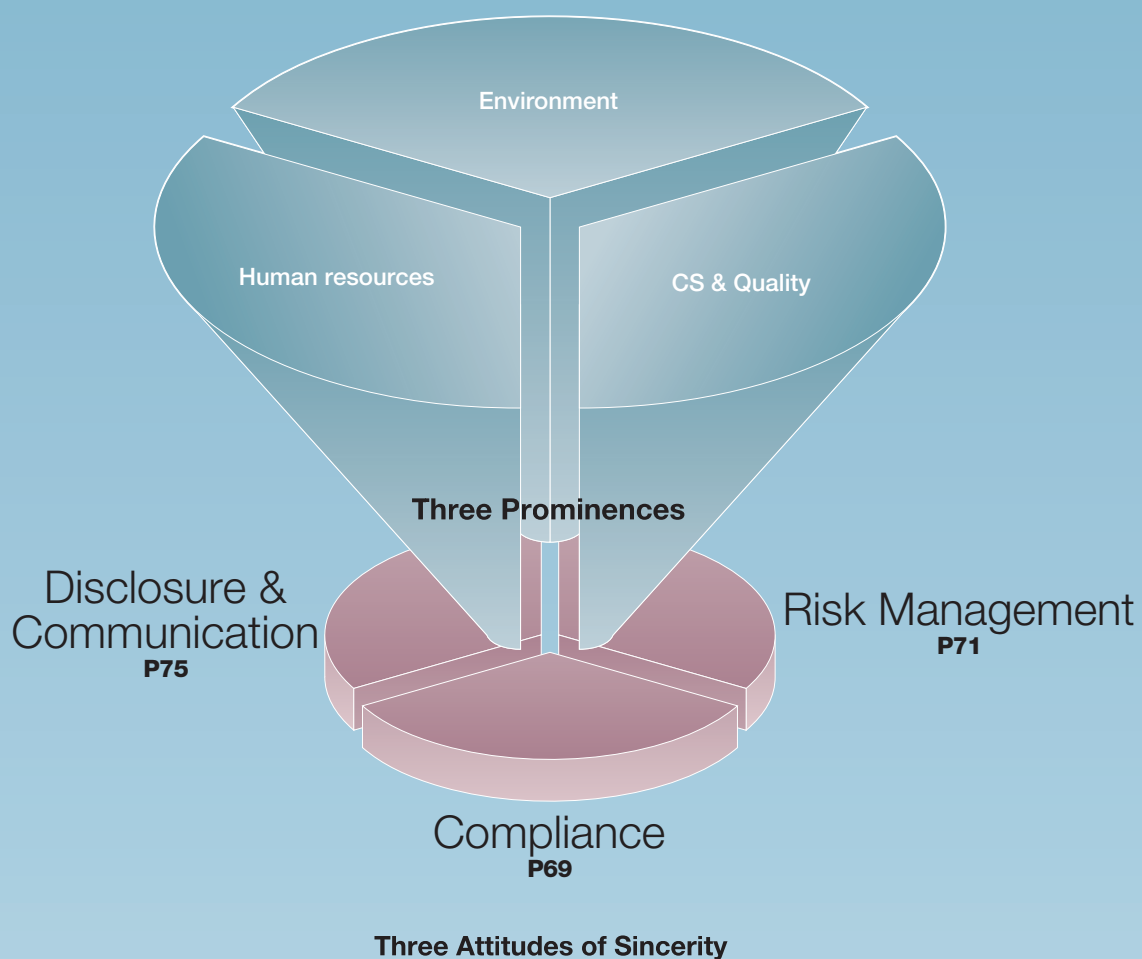 Environment
Human resources
CS & Quality
Three Prominences
Disclosure &
Communication
P75
Risk Management
P71
Compliance
P69
Three Attitudes of Sincerity